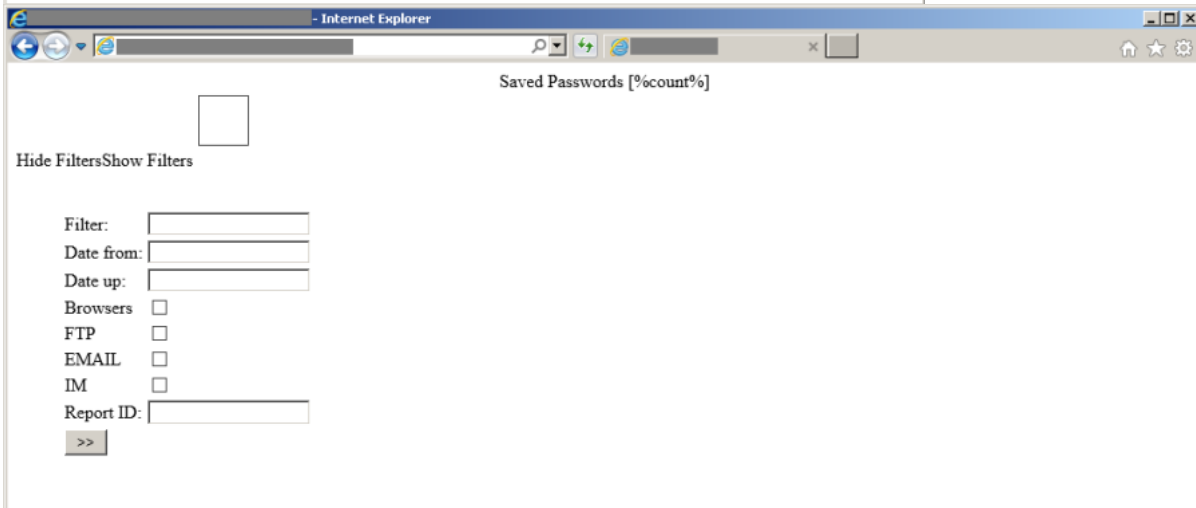 - Internet Explorer
Saved Passwords [%count%]
Hide FiltersShow Filters
Filter:
Date from:
Date up:
Browsers
FTP
EMAIL
IM
Report ID:
>>